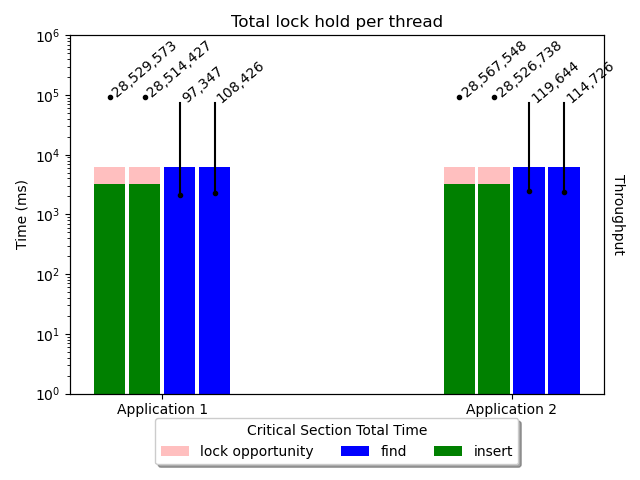 Total lock hold per thread
10^6
10^5
10^4
10^3
10^2
10^1
10^0
Time (ms)
28,529,573
28,514,427
97,347
108,426
28,567,548
28,526,738
119,644
114,726
Throughput
Application 1
Application 2
Critical Section Total Time
lock opportunity
find
insert